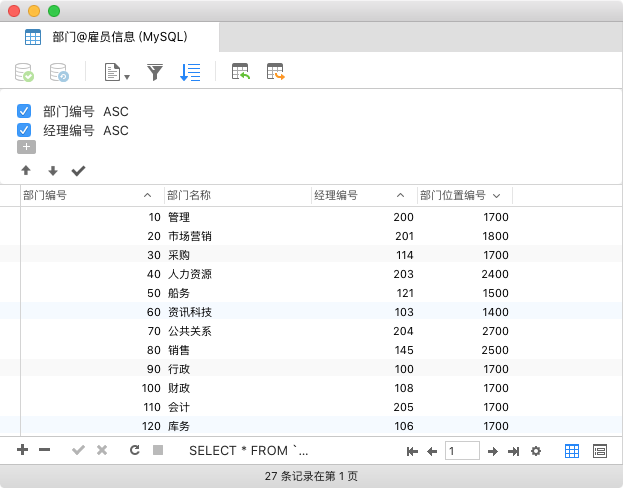 部门@雇员信息 (MySQL)
部门编号 ASC
经理编号 ASC
部门编号 部门名称 经理编号 部门位置编号
10 管理 200 1700
20 市场营销 201 1800
30 采购 114 1700
40 人力资源 203 2400
50 船务 121 1500
60 资讯科技 103 1400
70 公共关系 204 2700
80 销售 145 2500
90 行政 100 1700
100 财政 108 1700
110 会计 205 1700
120 库务 106 1700
SELECT * FROM `... 1
27 条记录在第 1 页